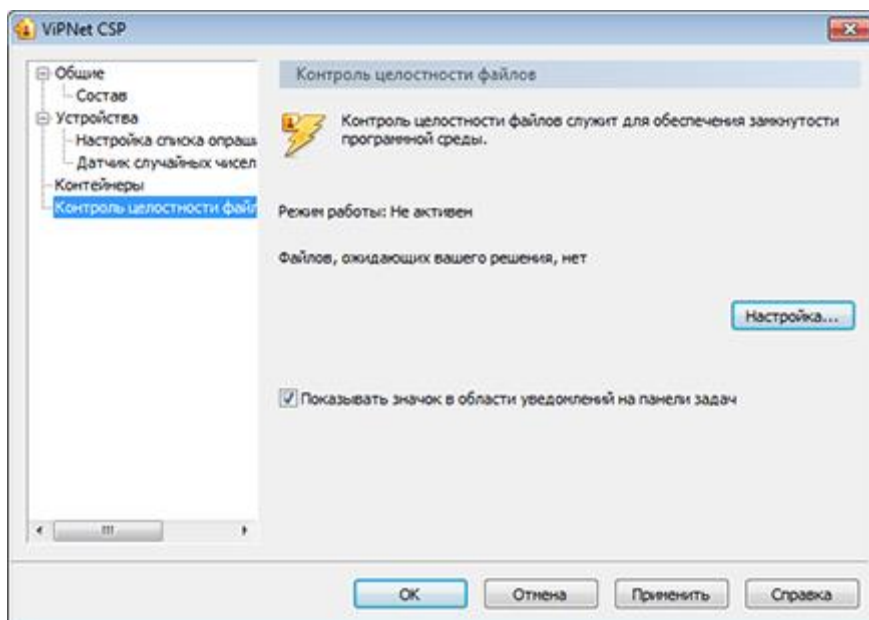 ViPNet CSP
Общие
Состав
Устройства
Настройка списка опраш
Датчик случайных чисел
Контейнеры
Контроль целостности файл
Контроль целостности файлов
Контроль целостности файлов служит для обеспечения замкнутости
программной среды.
Режим работы: Не активен
Файлов, ожидающих вашего решения, нет
Настройка...
Показывать значок в области уведомлений на панели задач
ОК
Отмена
Применить
Справка